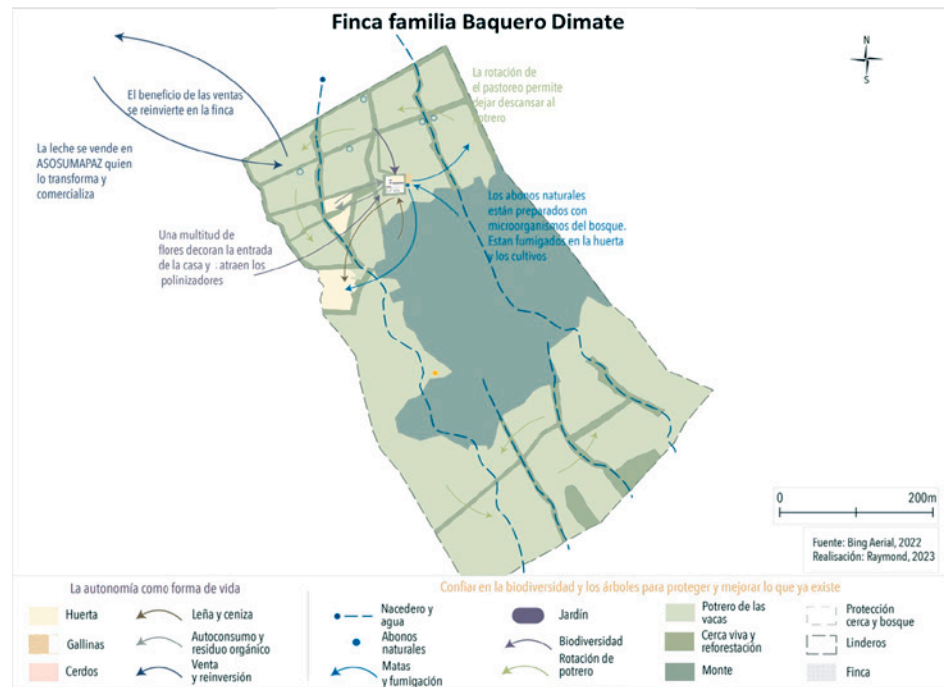 Finca familia Baquero Dimate
N
S
La rotación de
el pastoreo permite
dejar descansar al
potrero
El beneficio de las ventas
se reinvierte en la finca
La leche se vende en
ASOSUMAPAZ quien
lo transforma y
comercializa
Los abonos naturales
están preparados con
microorganismos del bosque.
Estan fumigados en la huerta
y los cultivos
Una multitud de
flores decoran la entrada
de la casa y atraen los
polinizadores
0 200m
Fuente: Bing Aerial, 2022
Realisación: Raymond, 2023
La autonomía como forma de vida
Huerta
Gallinas
Cerdos
Leña y ceniza
Autoconsumo y
residuo orgánico
Venta
y reinversión
Confiar en la biodiversidad y los árboles para proteger y mejorar lo que ya existe
Nacedero y
agua
Abonos
naturales
Matas
y fumigación
Jardín
Biodiversidad
Rotación de
potrero
Potrero de las
vacas
Cerca viva y
reforestación
Monte
Protección
cerca y bosque
Linderos
Finca